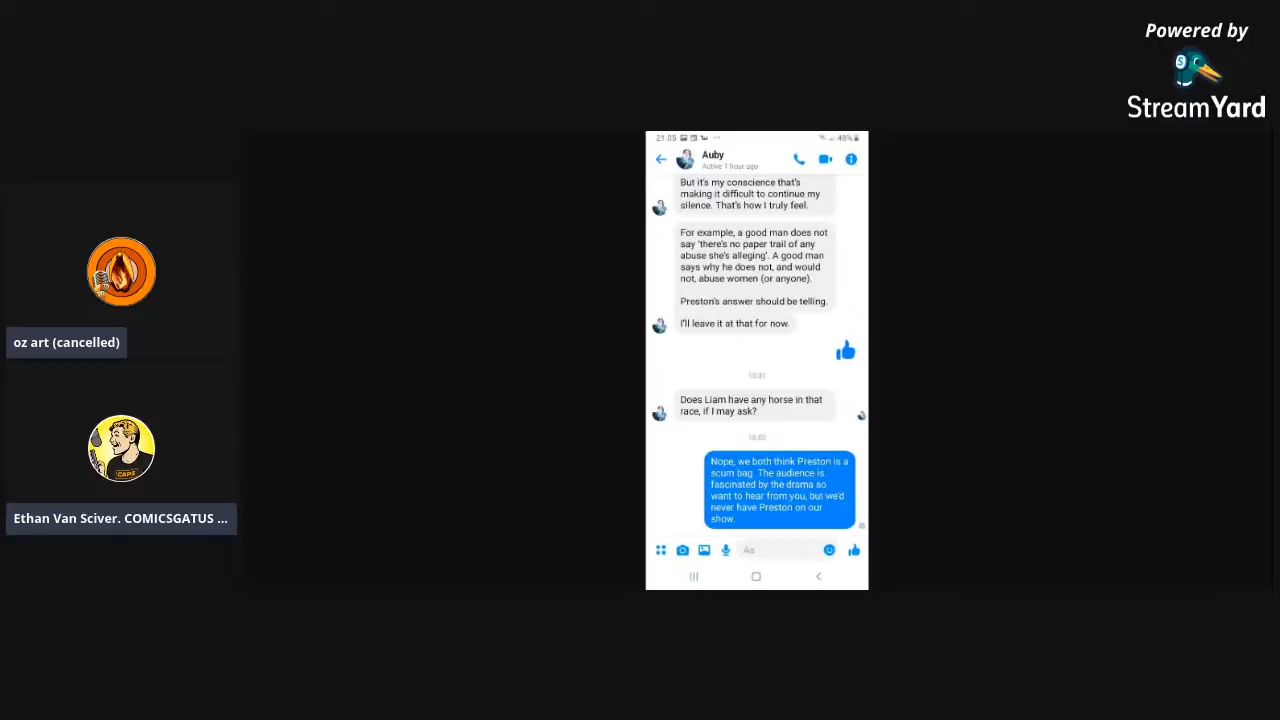 Powered by
StreamYard
21:05
48%
Auby
Active 1 hour ago
But it's my conscience that's
making it difficult to continue my
silence. That's how I truly feel.
For example, a good man does not
say 'there's no paper trail of any
abuse she's alleging'. A good man
says why he does not, and would
not, abuse women (or anyone).
Preston's answer should be telling.
I'll leave it at that for now.
Does Liam have any horse in that
race, if I may ask?
Nope, we both think Preston is a
scum bag. The audience is
fascinated by the drama so
want to hear from you, but we'd
never have Preston on our
show.
Aa
oz art (cancelled)
CAPS
Ethan Van Sciver. COMICSGATUS ...